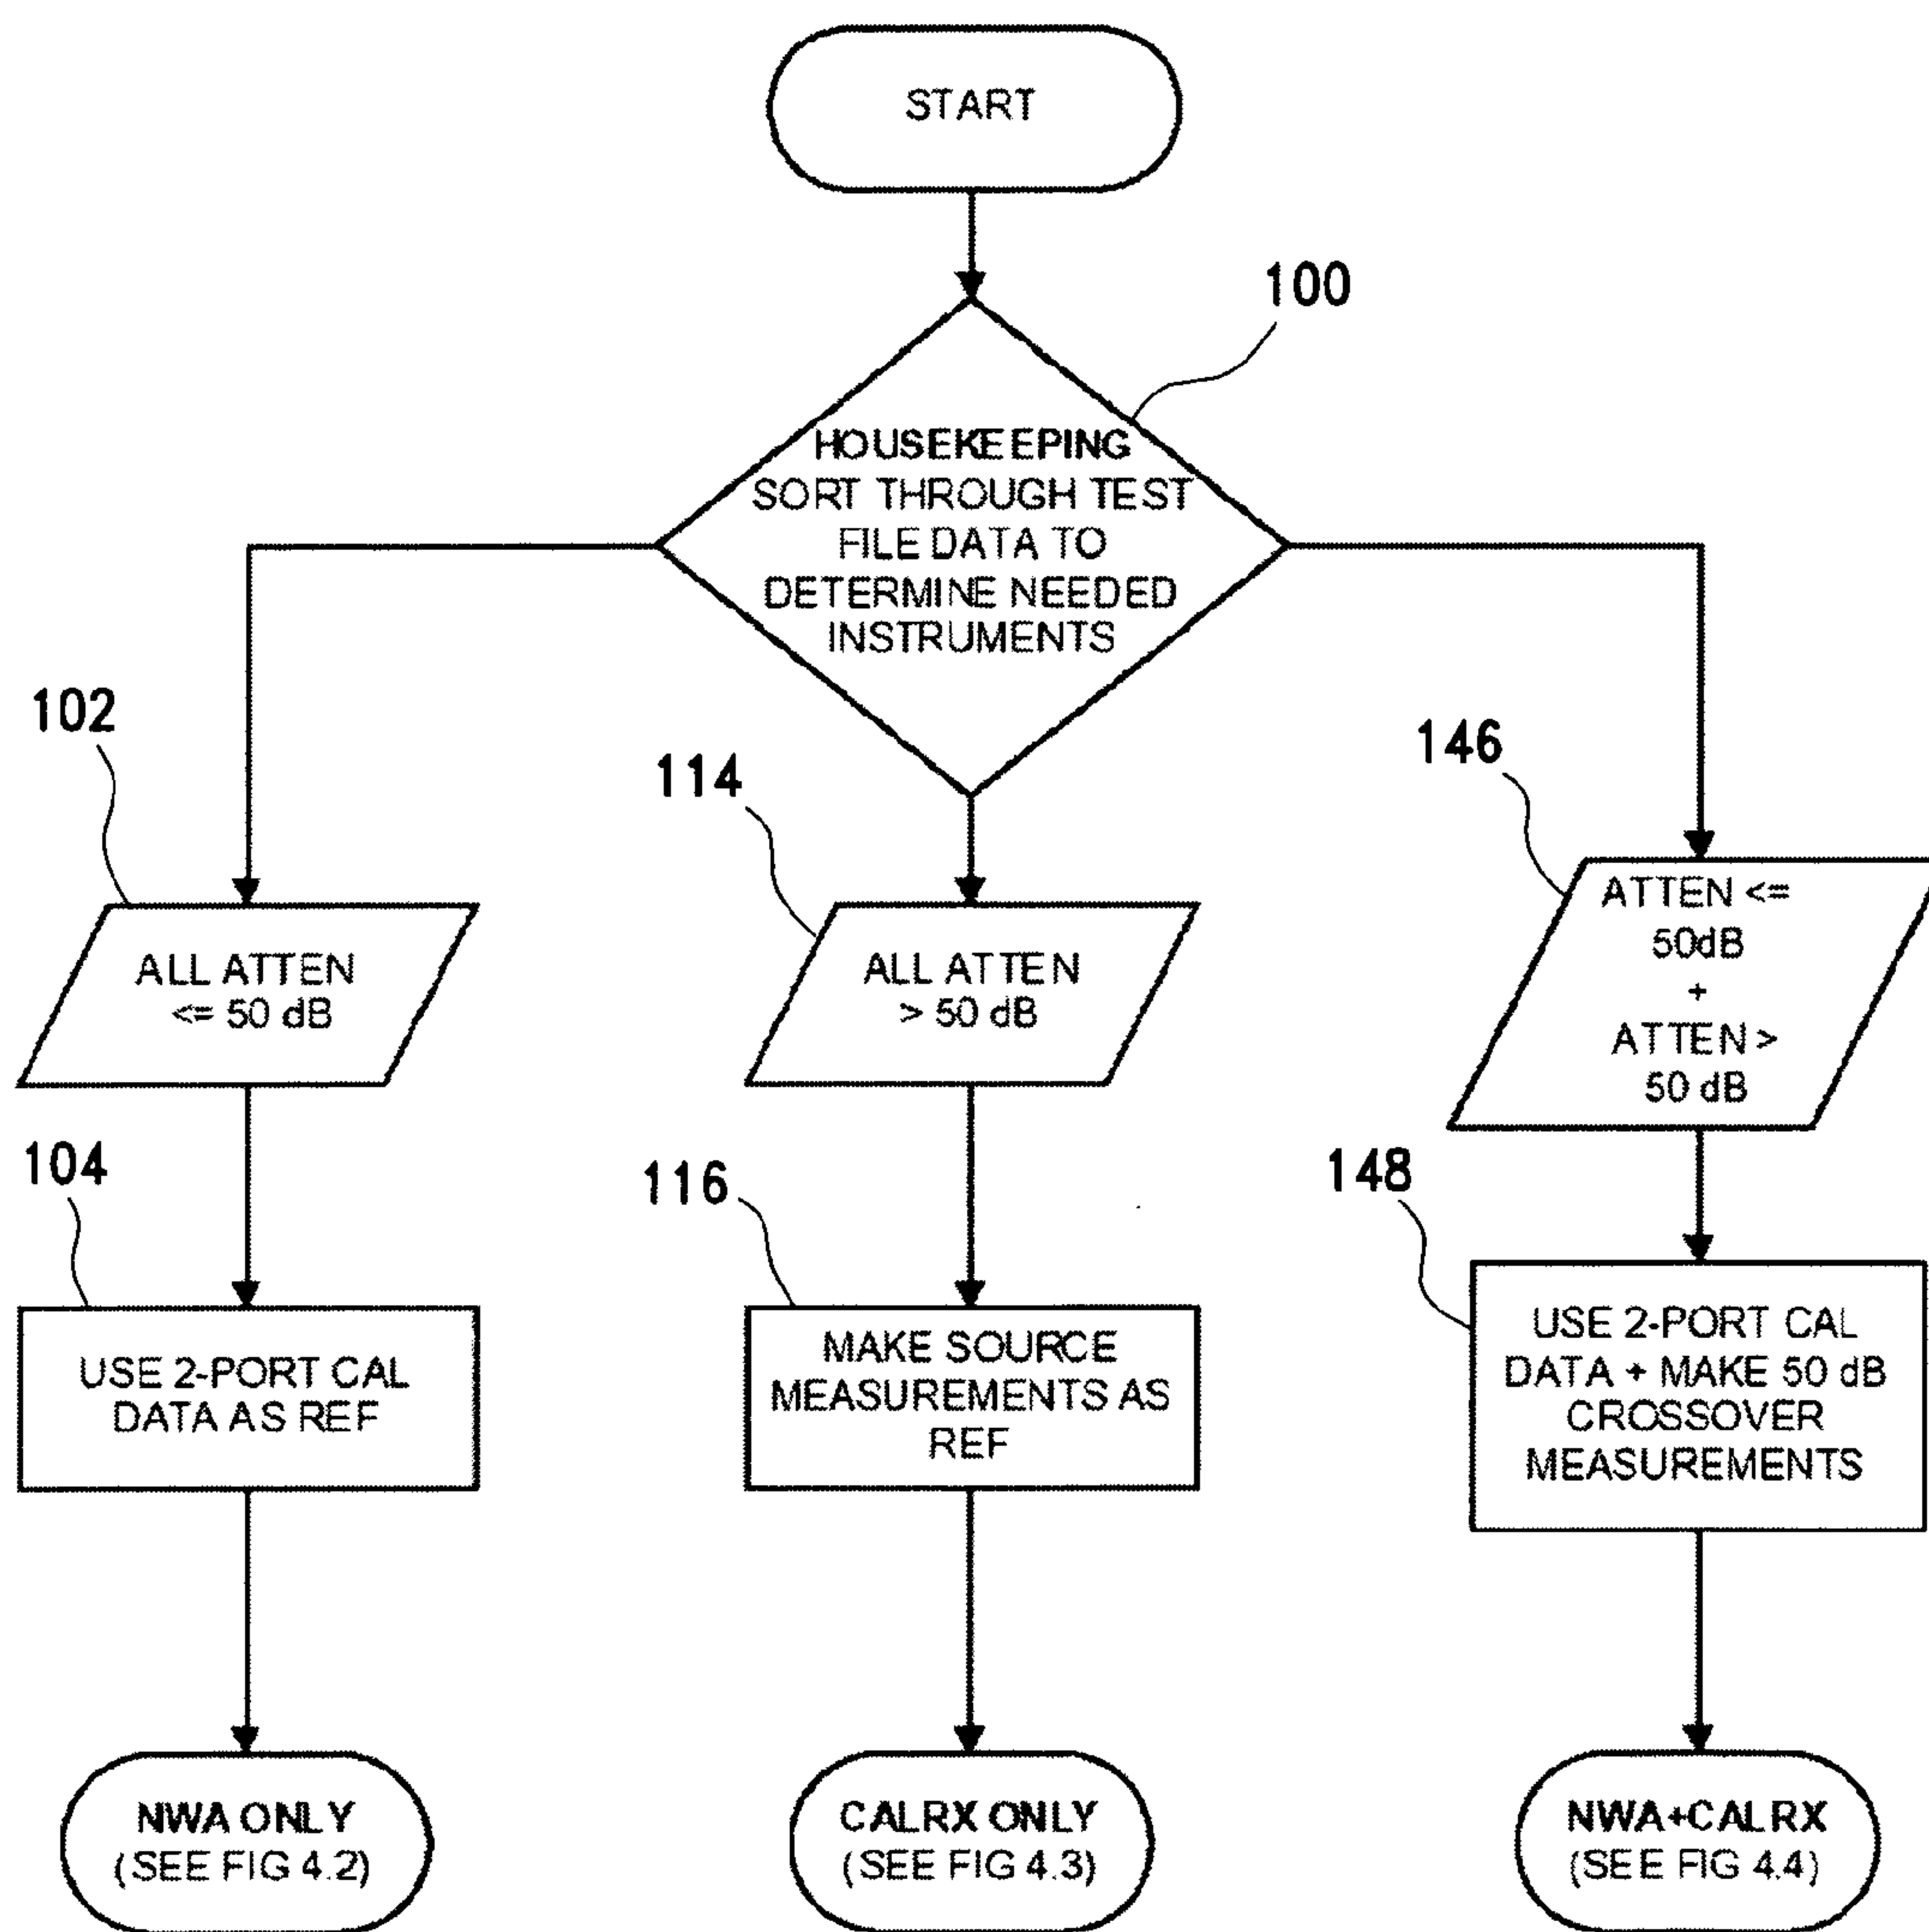 START
100
HOUSEKEEPING
SORT THROUGH TEST
FILE DATA TO
DETERMINE NEEDED
INSTRUMENTS
102
ALL ATTEN
<= 50 dB
114
ALL ATTEN
> 50 dB
146
ATTEN <=
50dB
+
ATTEN >
50 dB
104
USE 2-PORT CAL
DATA AS REF
116
MAKE SOURCE
MEASUREMENTS AS
REF
148
USE 2-PORT CAL
DATA + MAKE 50 dB
CROSSOVER
MEASUREMENTS
NWA ONLY
(SEE FIG 4.2)
CALRX ONLY
(SEE FIG 4.3)
NWA+CALRX
(SEE FIG 4.4)